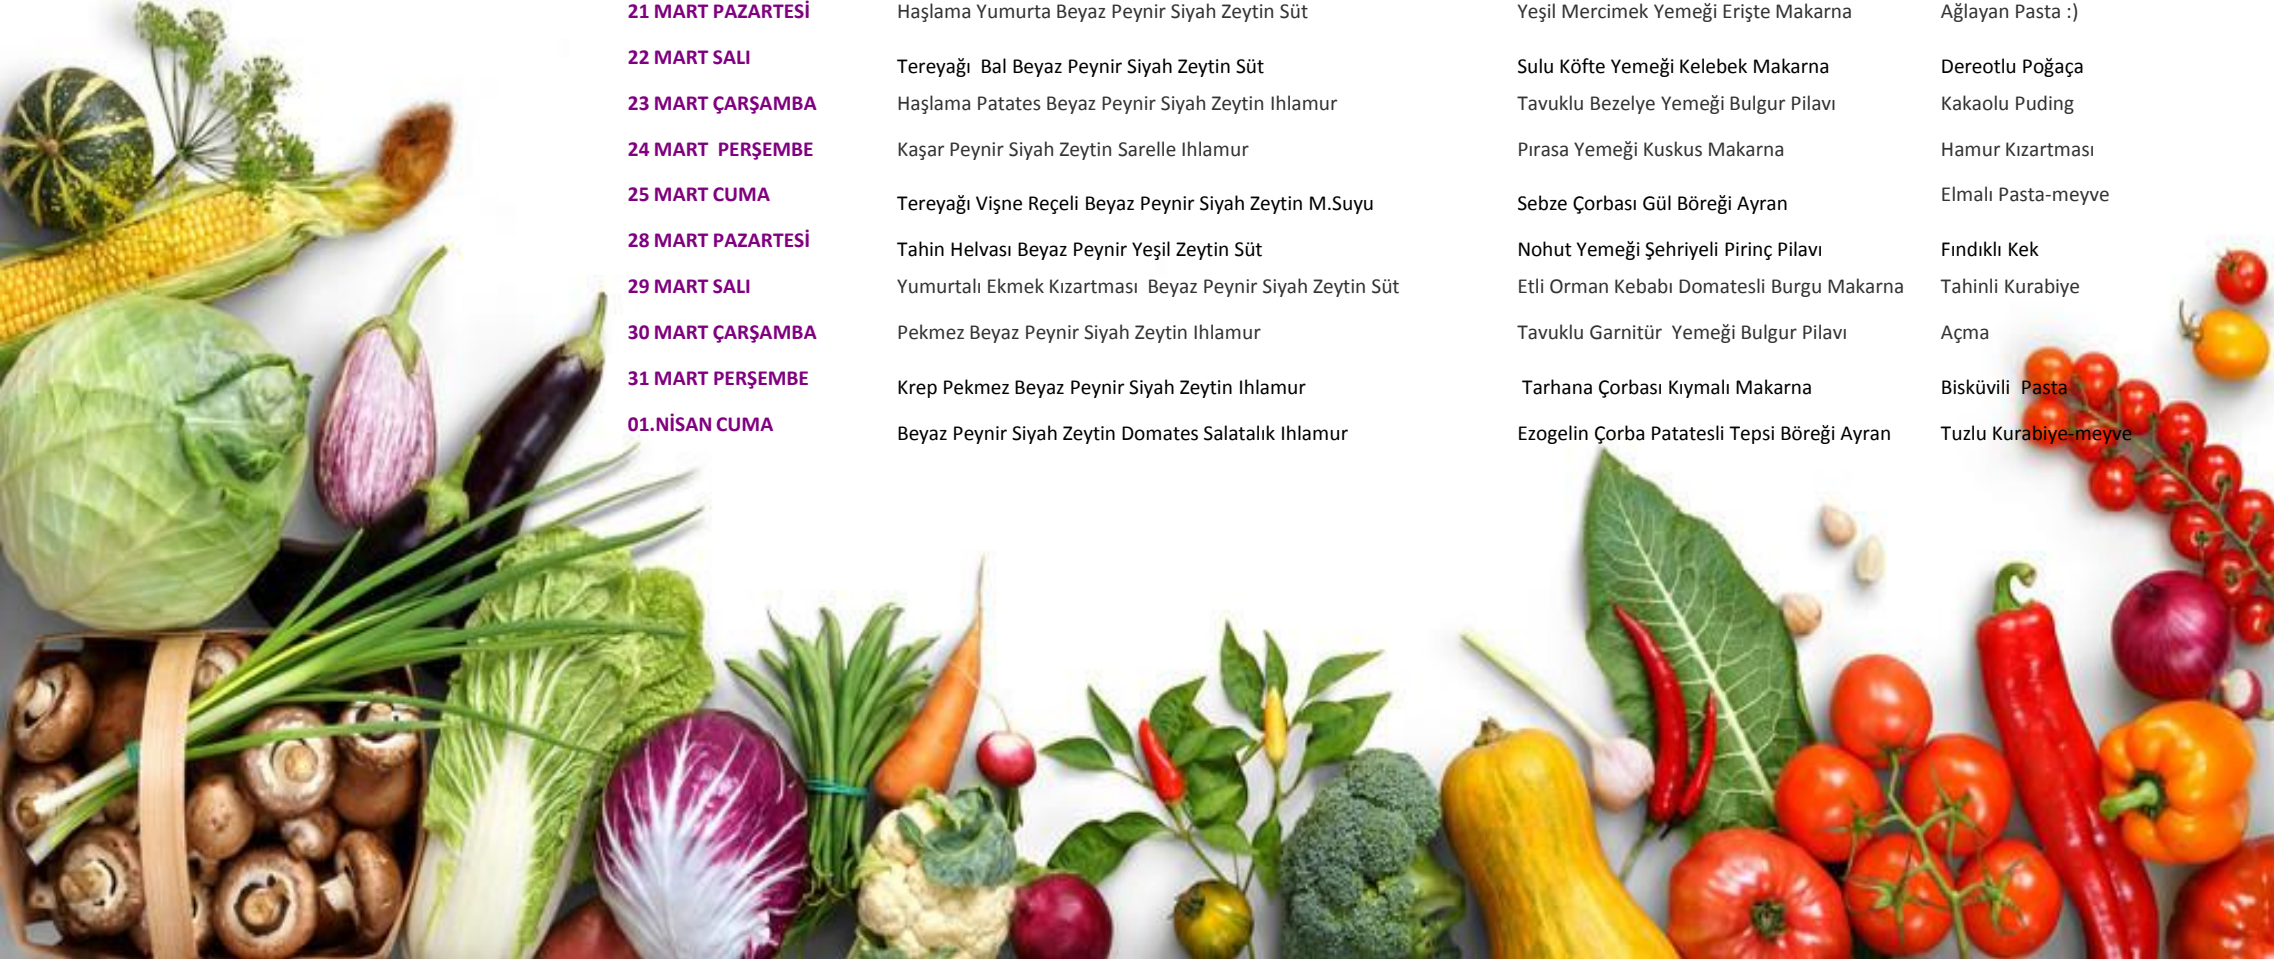 21 MART PAZARTESİ Haşlama Yumurta Beyaz Peynir Siyah Zeytin Süt Yeşil Mercimek Yemeği Erişte Makarna Ağlayan Pasta :)
22 MART SALI Tereyağı Bal Beyaz Peynir Siyah Zeytin Süt Sulu Köfte Yemeği Kelebek Makarna Dereotlu Poğaça
23 MART ÇARŞAMBA Haşlama Patates Beyaz Peynir Siyah Zeytin Ihlamur Tavuklu Bezelye Yemeği Bulgur Pilavı Kakaolu Puding
24 MART PERŞEMBE Kaşar Peynir Siyah Zeytin Sarelle Ihlamur Pırasa Yemeği Kuskus Makarna Hamur Kızartması
25 MART CUMA Tereyağı Vişne Reçeli Beyaz Peynir Siyah Zeytin M.Suyu Sebze Çorbası Gül Böreği Ayran Elmalı Pasta-meyve
28 MART PAZARTESİ Tahin Helvası Beyaz Peynir Yeşil Zeytin Süt Nohut Yemeği Şehriyeli Pirinç Pilavı Fındıklı Kek
29 MART SALI Yumurtalı Ekmek Kızartması Beyaz Peynir Siyah Zeytin Süt Etli Orman Kebabı Domatesli Burgu Makarna Tahinli Kurabiye
30 MART ÇARŞAMBA Pekmez Beyaz Peynir Siyah Zeytin Ihlamur Tavuklu Garnitür Yemeği Bulgur Pilavı Açma
31 MART PERŞEMBE Krep Pekmez Beyaz Peynir Siyah Zeytin Ihlamur Tarhana Çorbası Kıymalı Makarna Bisküvili Pasta
01.NİSAN CUMA Beyaz Peynir Siyah Zeytin Domates Salatalık Ihlamur Ezogelin Çorba Patatesli Tepsi Böreği Ayran Tuzlu Kurabiye-meyve